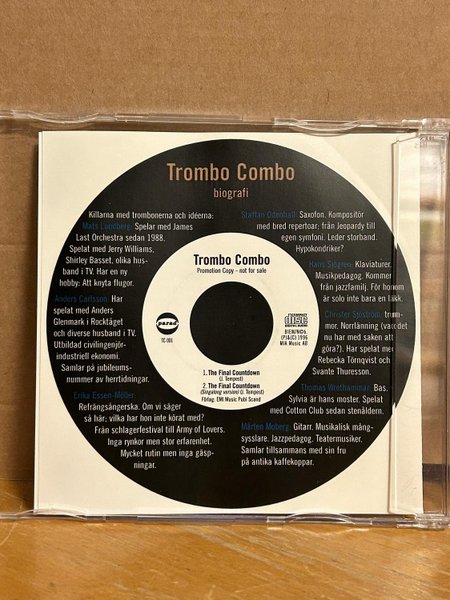 Trombo Combo
biografi
Killarna med trombonerna och idéerna:
Mats Lundberg: Spelar med James
Last Orchestra sedan 1988.
Spelat med Jerry Williams,
Shirley Basset, olika hus-
band i TV. Har en ny
hobby: Att knyta flugor.
Anders Carlsson: Har
spelat med Anders
Glenmark i Rocktåget
och diverse husband i TV.
Utbildad civilingenjör-
industriell ekonomi.
Samlar på jubileums-
nummer av herrtidningar.
Erika Essen-Möller:
Refrängsångerska. Om vi säger
så här; vilka har hon inte körat med?
Från schlagerfestival till Army of Lovers.
Inga rynkor men stor erfarenhet.
Mycket rutin men inga gäsp-
ningar.
Staffan Odenhall: Saxofon. Kompositör
med bred repertoar; från Jeopardy till
egen symfoni. Leder storband.
Hypokondriker?
Hans Sjögren: Klaviaturer.
Musikpedagog. Kommer
från jazzfamilj. För honom
är solo inte bara en läsk.
Christer Sjöström: trum-
mor. Norrlänning (vad det
nu har med saken att
göra?). Har spelat med
Rebecka Törnqvist och
Svante Thuresson.
Thomas Wrethammar: Bas.
Sylvia är hans moster. Spelat
med Cotton Club sedan stenåldern.
Mårten Moberg: Gitarr. Musikalisk mång-
sysslare. Jazzpedagog. Teatermusiker.
Samlar tillsammans med sin fru
på antika kaffekoppar.
Trombo Combo
Promotion Copy - not for sale
parad
TC-001
COMPACT
disc
DIGITAL AUDIO
BIEM/NCB.
(P)&(C) 1996
MiA Music AB
1. The Final Countdown
(J. Tempest)
2. The Final Countdown
(Singalong version) (J. Tempest)
Förlag: EMI Music Publ Scand